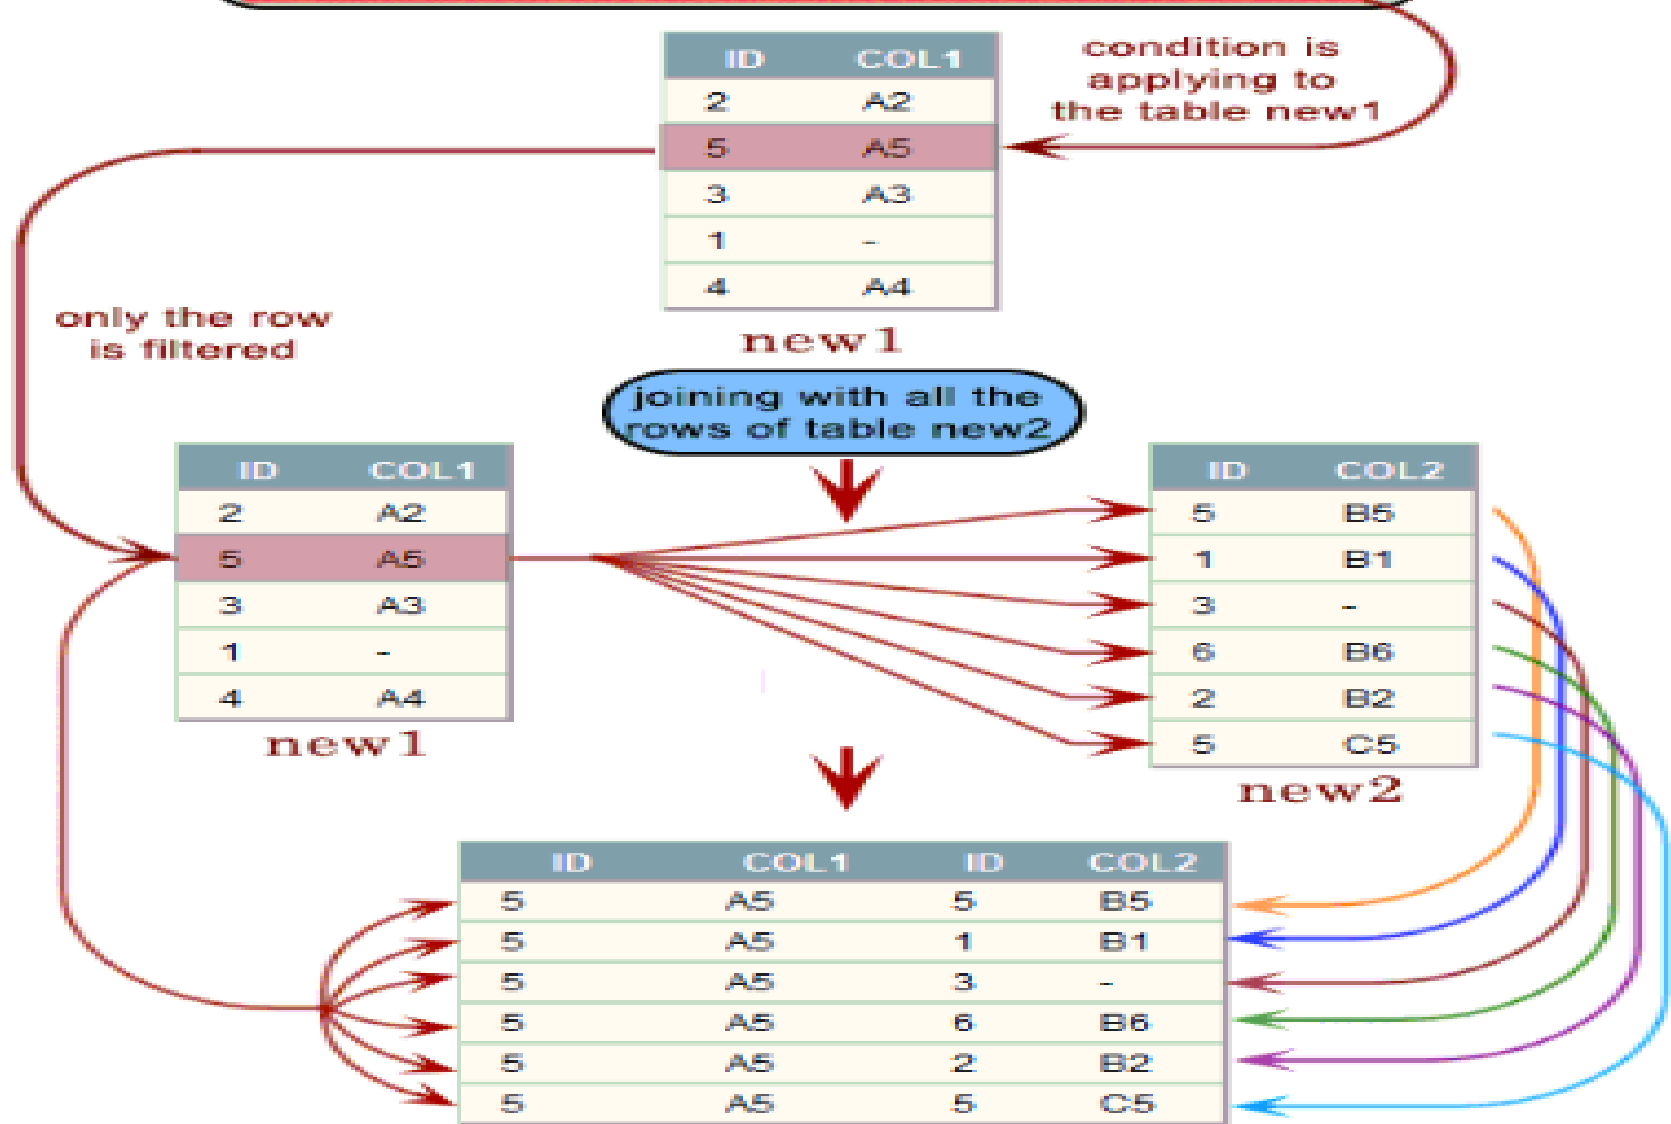 condition is
applying to
the table new1
ID COL1
2 A2
5 A5
3 A3
1 -
4 A4
new1
only the row
is filtered
joining with all the
rows of table new2
ID COL1
2 A2
5 A5
3 A3
1 -
4 A4
new1
ID COL2
5 B5
1 B1
3 -
6 B6
2 B2
5 C5
new2
ID COL1 ID COL2
5 A5 5 B5
5 A5 1 B1
5 A5 3 -
5 A5 6 B6
5 A5 2 B2
5 A5 5 C5